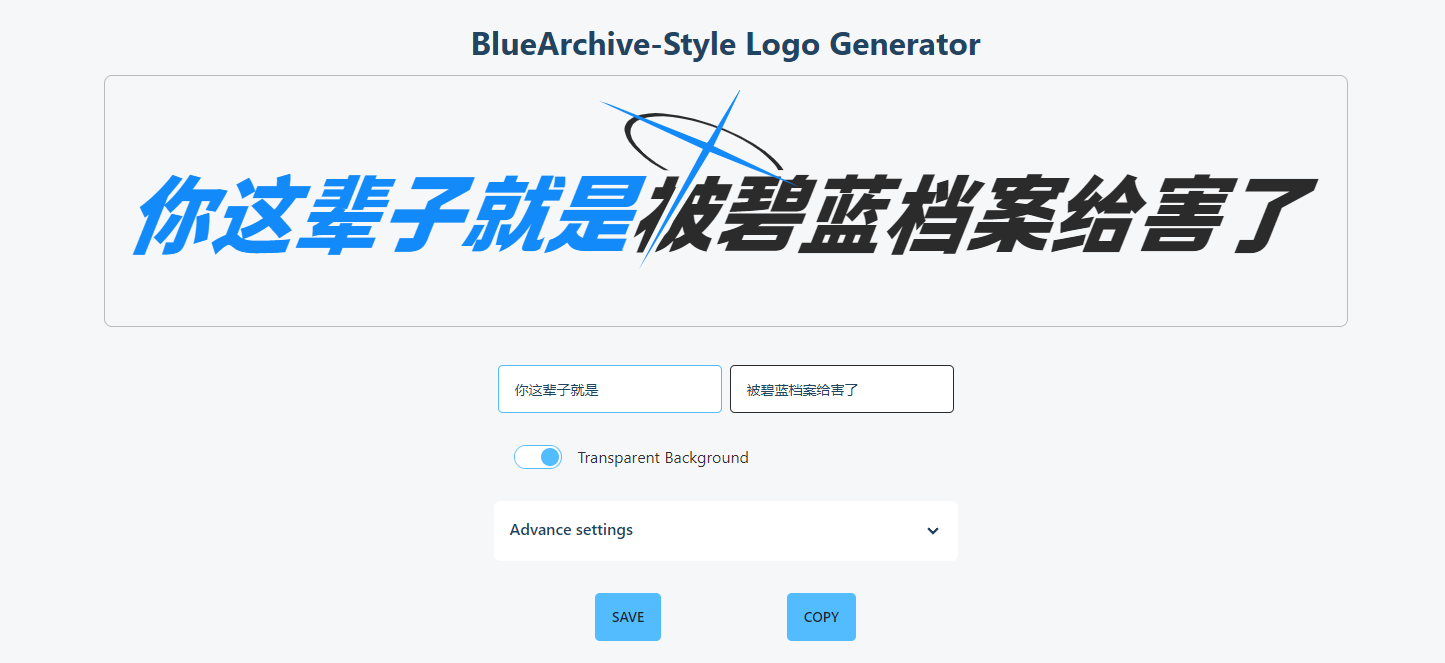 BlueArchive-Style Logo Generator
你这辈子就是被碧蓝档案给害了
你这辈子就是
被碧蓝档案给害了
Transparent Background
Advance settings
SAVE
COPY